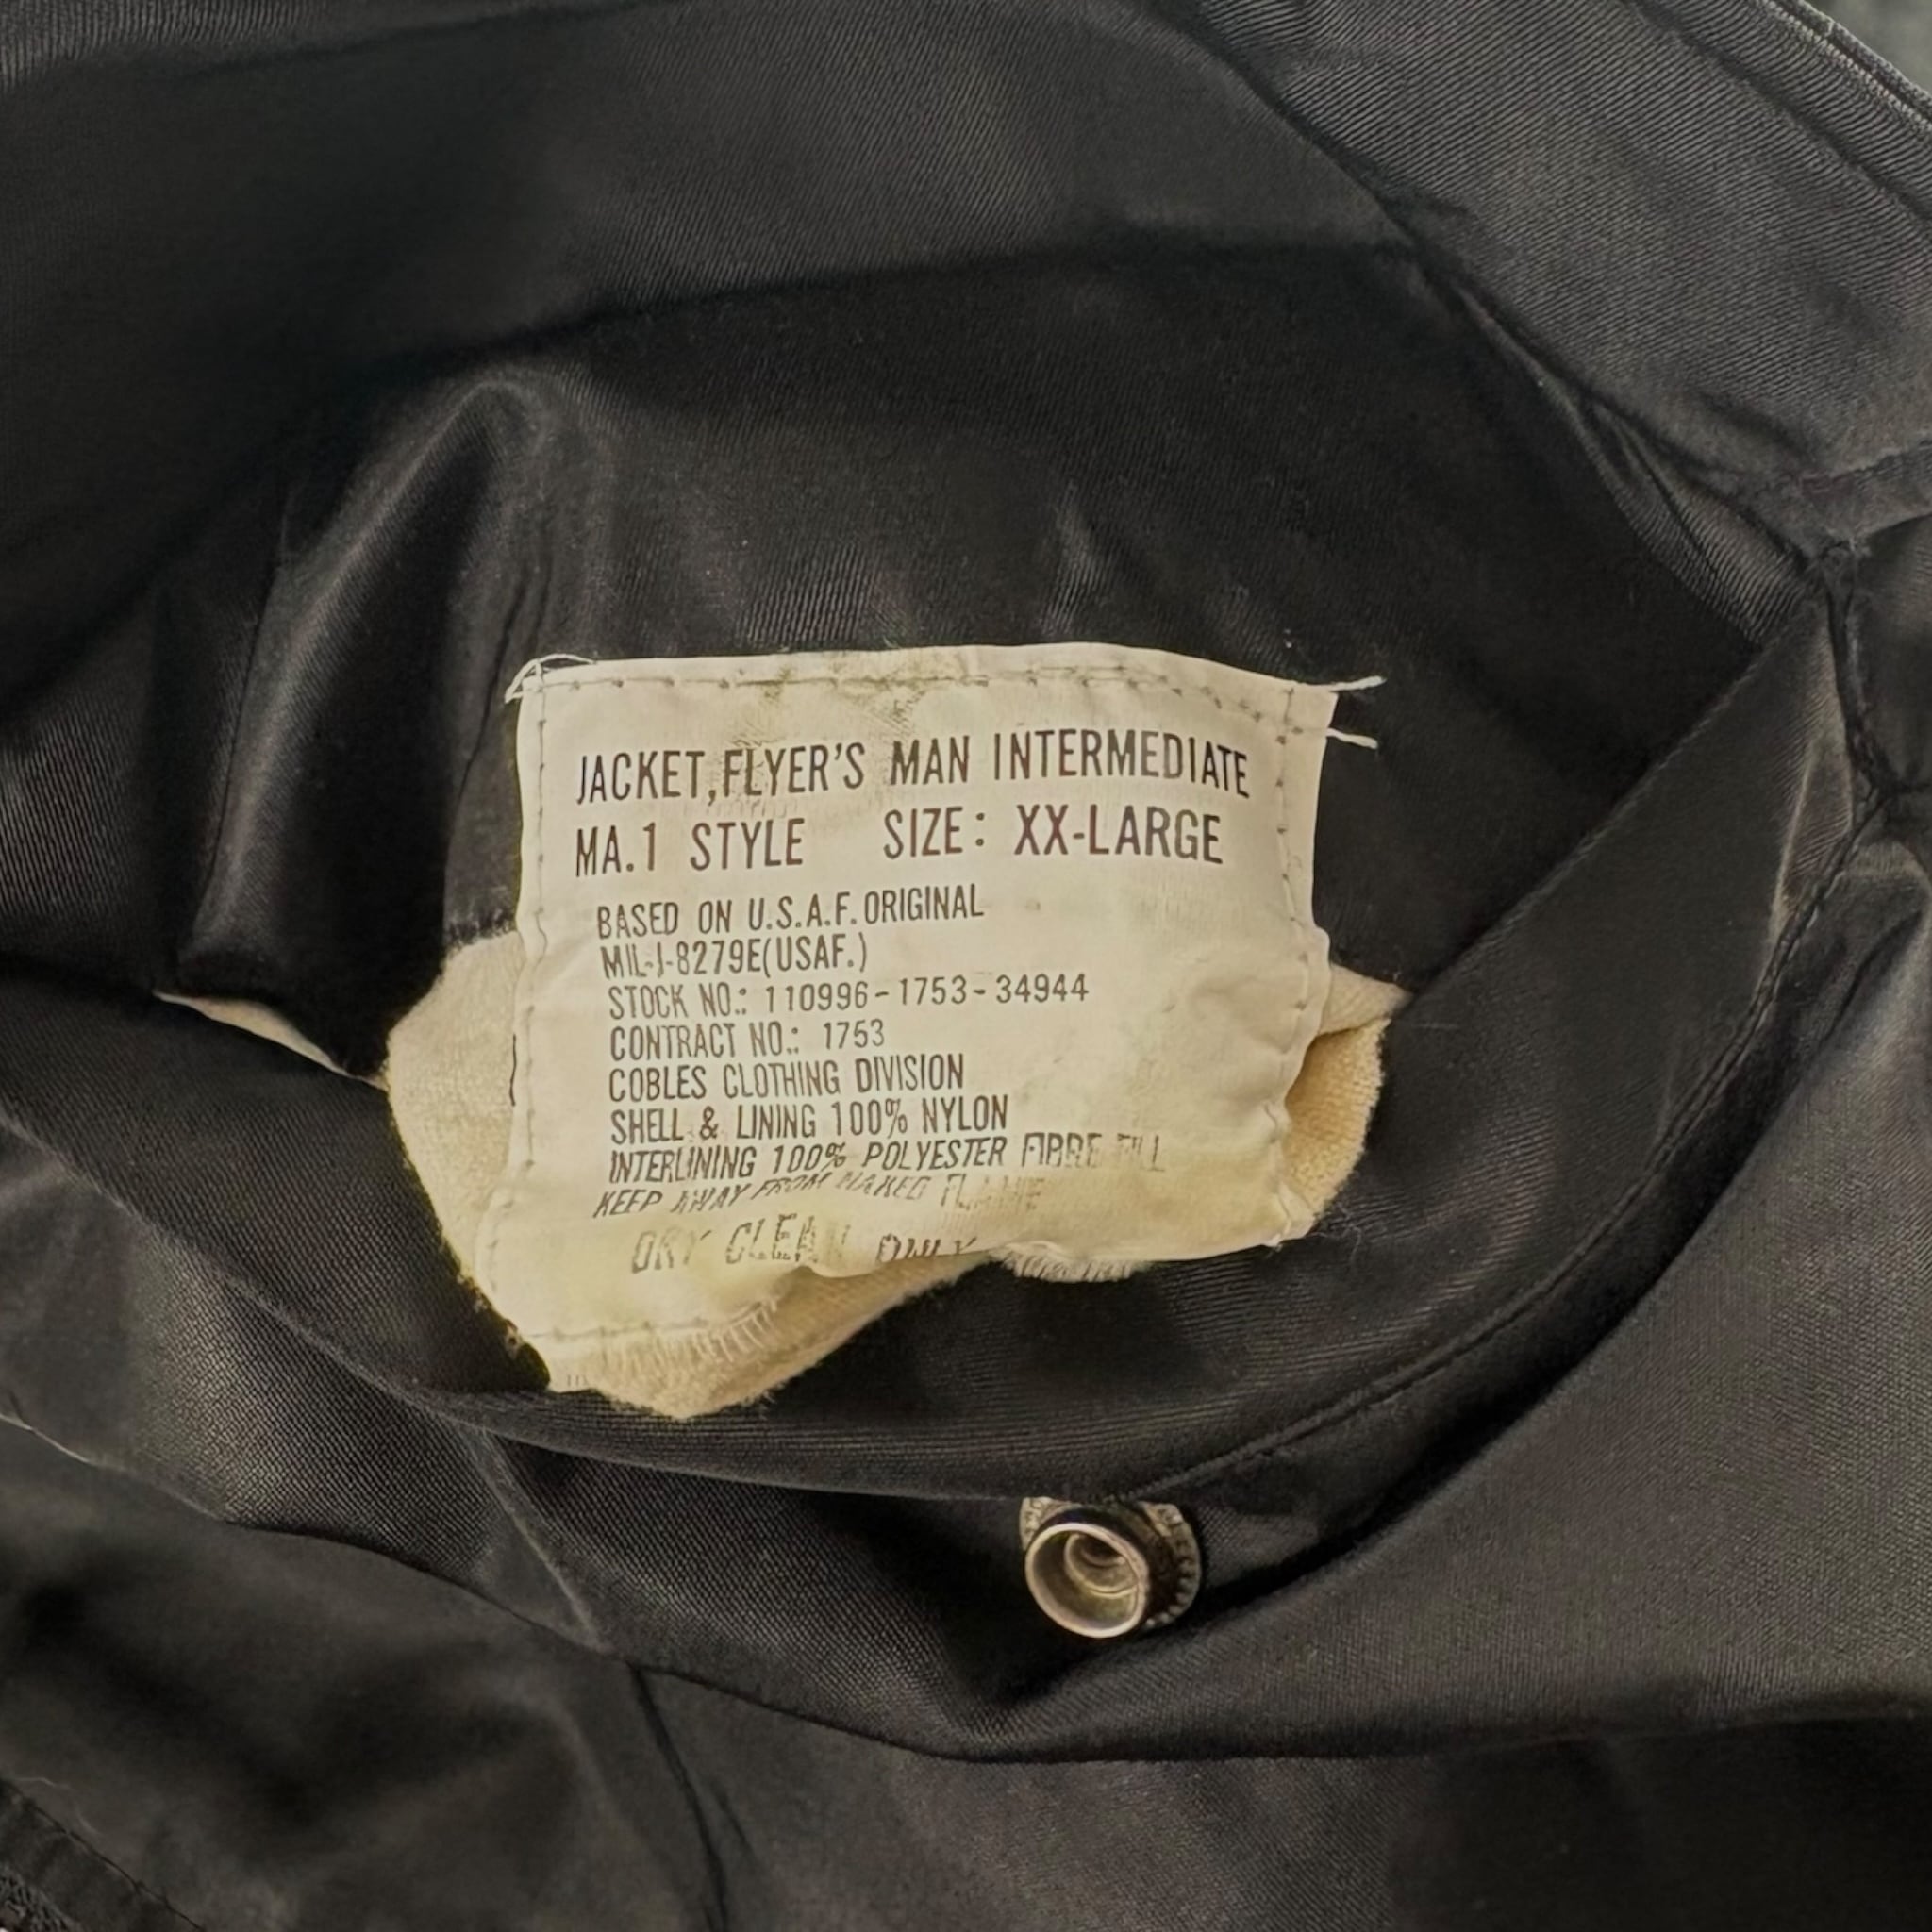 JACKET,FLYER'S MAN INTERMEDIATE
MA.1 STYLE SIZE: XX-LARGE
BASED ON U.S.A.F. ORIGINAL
MIL-J-8279E(USAF.)
STOCK NO.: 110996-1753-34944
CONTRACT NO.: 1753
COBLES CLOTHING DIVISION
SHELL & LINING 100% NYLON
INTERLINING 100% POLYESTER FIBRE FILL
KEEP AWAY FROM NAKED FLAME
DRY CLEAN ONLY